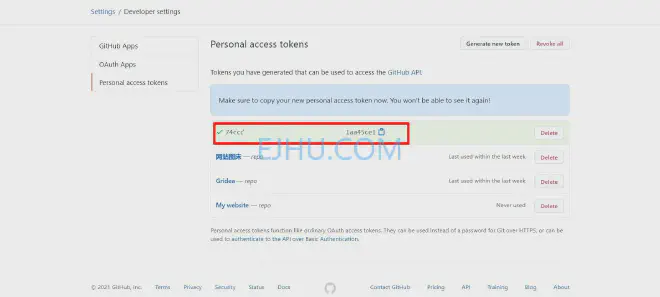 Settings / Developer settings
GitHub Apps
OAuth Apps
Personal access tokens
Personal access tokens
Generate new token
Revoke all
Tokens you have generated that can be used to access the GitHub API.
Make sure to copy your new personal access token now. You won't be able to see it again!
Delete
EJHU.COM
网站图床 — repo Last used within the last week Delete
Gridea — repo Last used within the last week Delete
My website — repo Never used Delete
Personal access tokens function like ordinary OAuth access tokens. They can be used instead of a password for Git over HTTPS, or can be
used to authenticate to the API over Basic Authentication.
© 2021 GitHub, Inc. Terms Privacy Security Status Docs Contact GitHub Pricing API Training Blog About